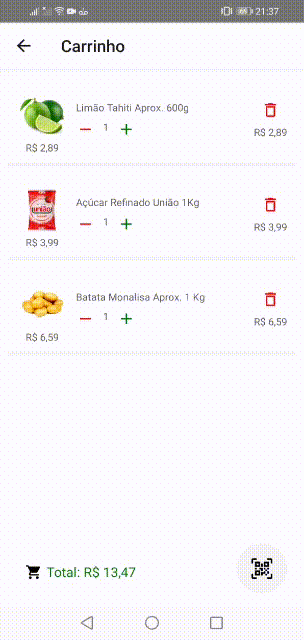 21:37
Carrinho
Limão Tahiti Aprox. 600g
1
R$ 2,89
R$ 2,89
Açúcar Refinado União 1Kg
união
1
R$ 3,99
R$ 3,99
Batata Monalisa Aprox. 1 Kg
1
R$ 6,59
R$ 6,59
Total: R$ 13,47